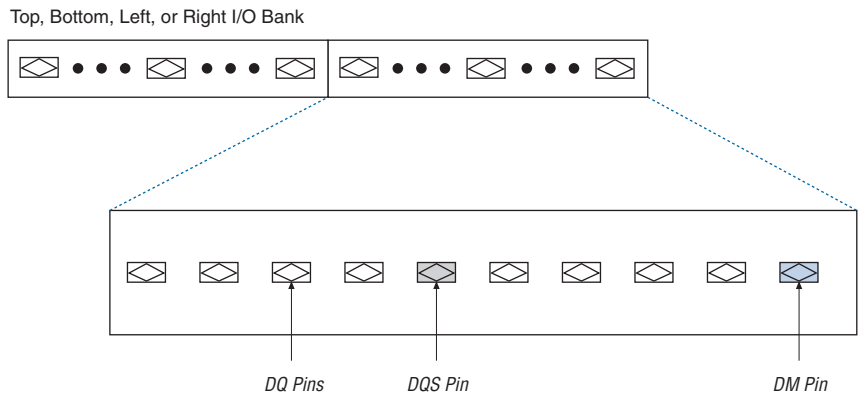 Top, Bottom, Left, or Right I/O Bank
DQ Pins
DQS Pin
DM Pin